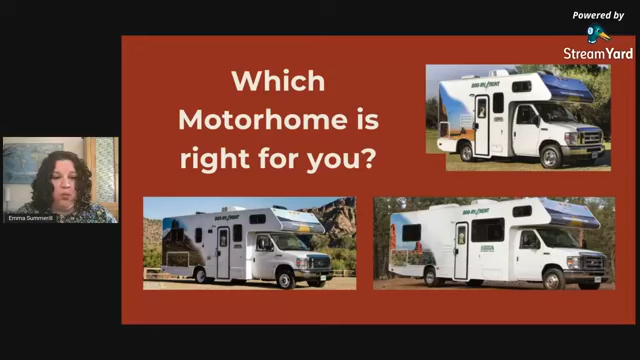 Powered by
StreamYard
Which
Motorhome is
right for you?
Emma Summerill